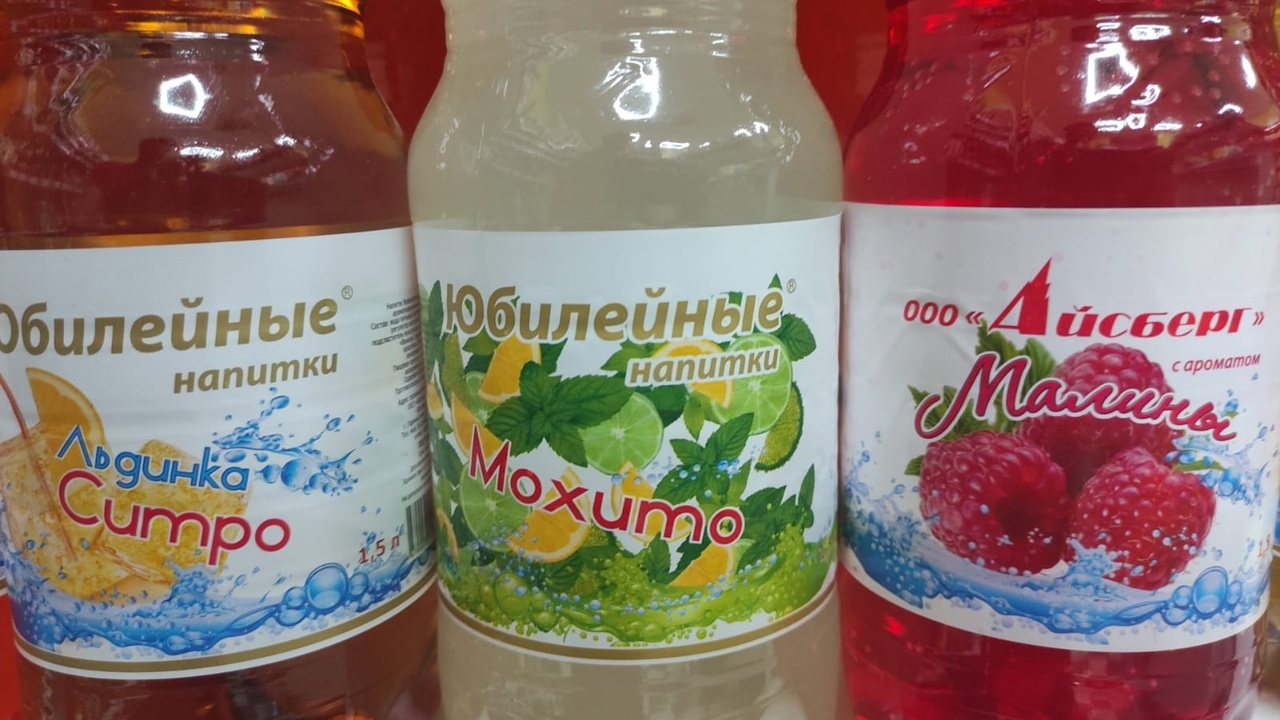 Юбилейные®
напитки
Льдинка
Ситро
1,5 л
Юбилейные®
напитки
Мохито
ООО «Айсберг»
с ароматом
Малины